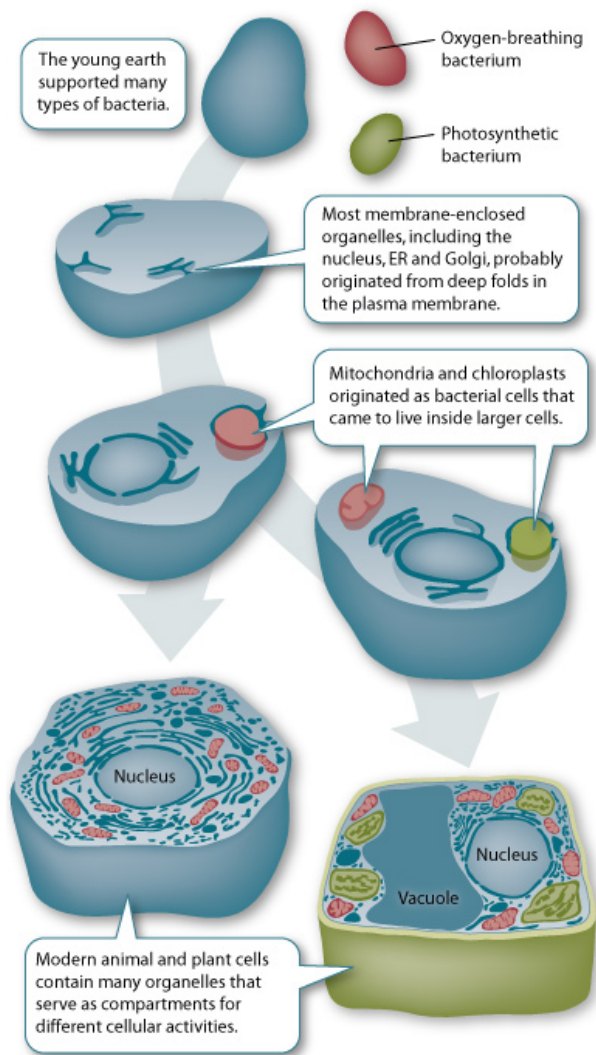 The young earth
supported many
types of bacteria.
Oxygen-breathing
bacterium
Photosynthetic
bacterium
Most membrane-enclosed
organelles, including the
nucleus, ER and Golgi, probably
originated from deep folds in
the plasma membrane.
Mitochondria and chloroplasts
originated as bacterial cells that
came to live inside larger cells.
Nucleus
Nucleus
Vacuole
Modern animal and plant cells
contain many organelles that
serve as compartments for
different cellular activities.